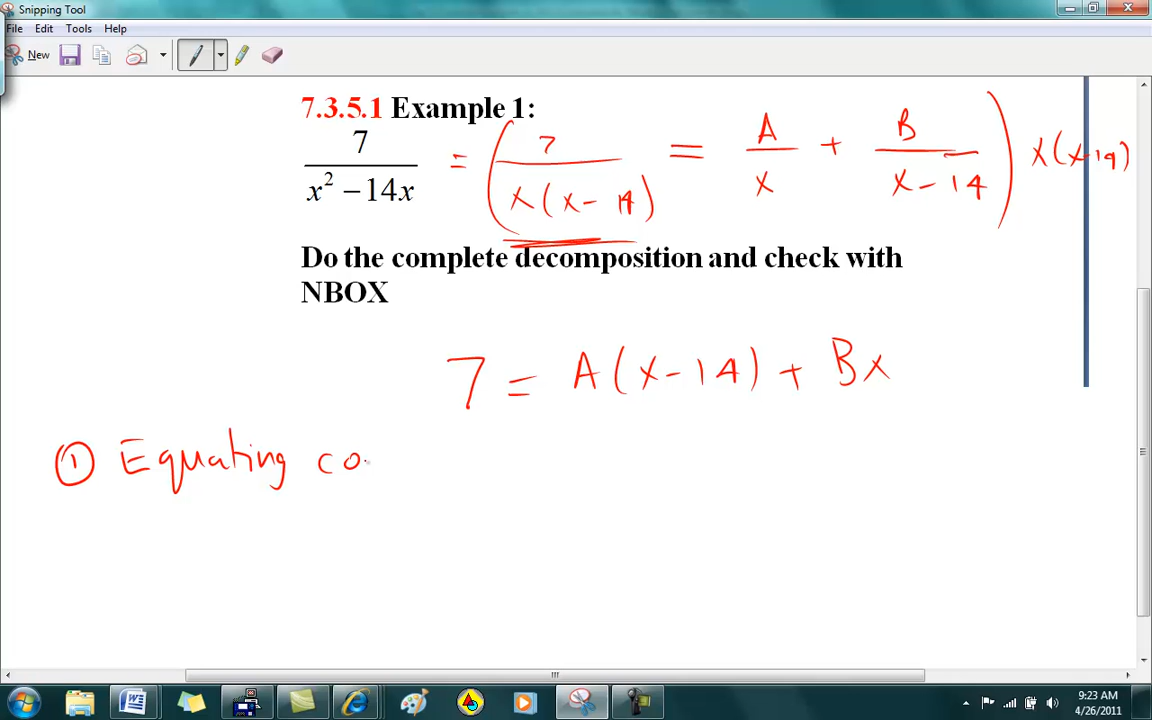 Snipping Tool
File Edit Tools Help
New
7.3.5.1 Example 1:
7 / (x² −14x) = ( 7 / (x(x-14)) = A/x + B/(x-14) ) x(x-14)
Do the complete decomposition and check with
NBOX
7 = A(x-14) + Bx
① Equating co
9:23 AM
4/26/2011